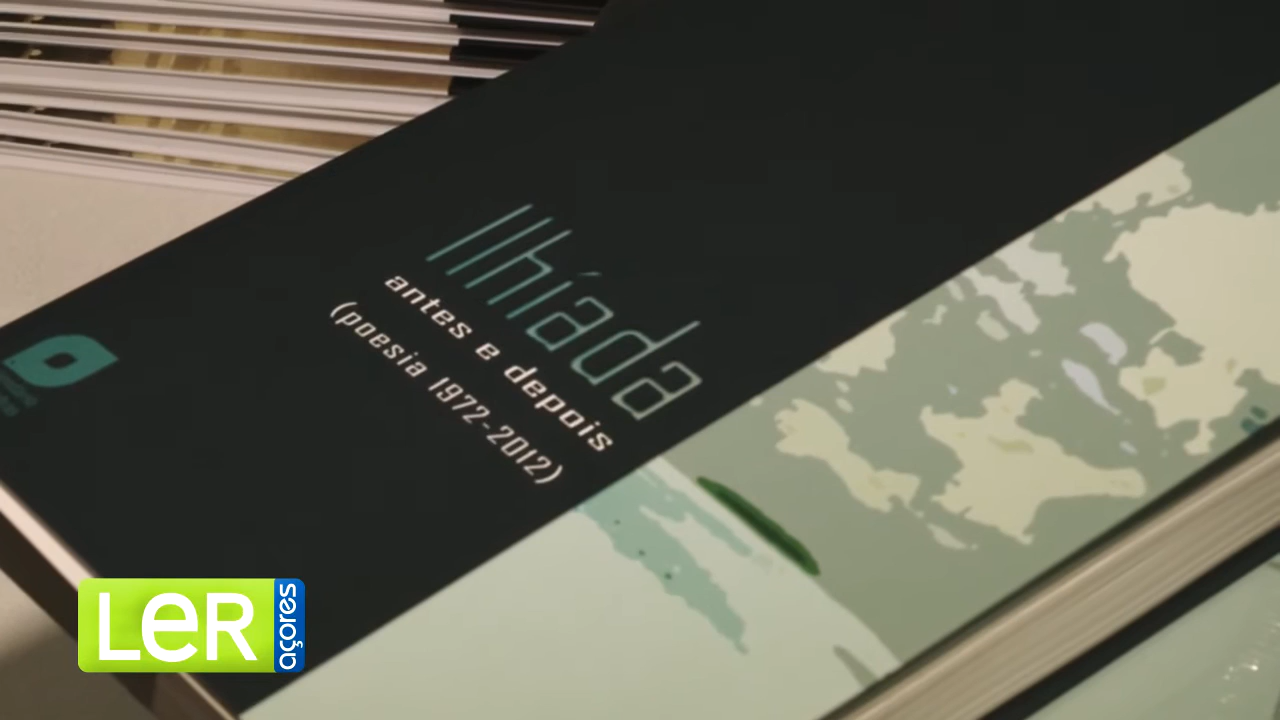 Ilhíada
antes e depois
(poesia 1972-2012)
LeR
açores